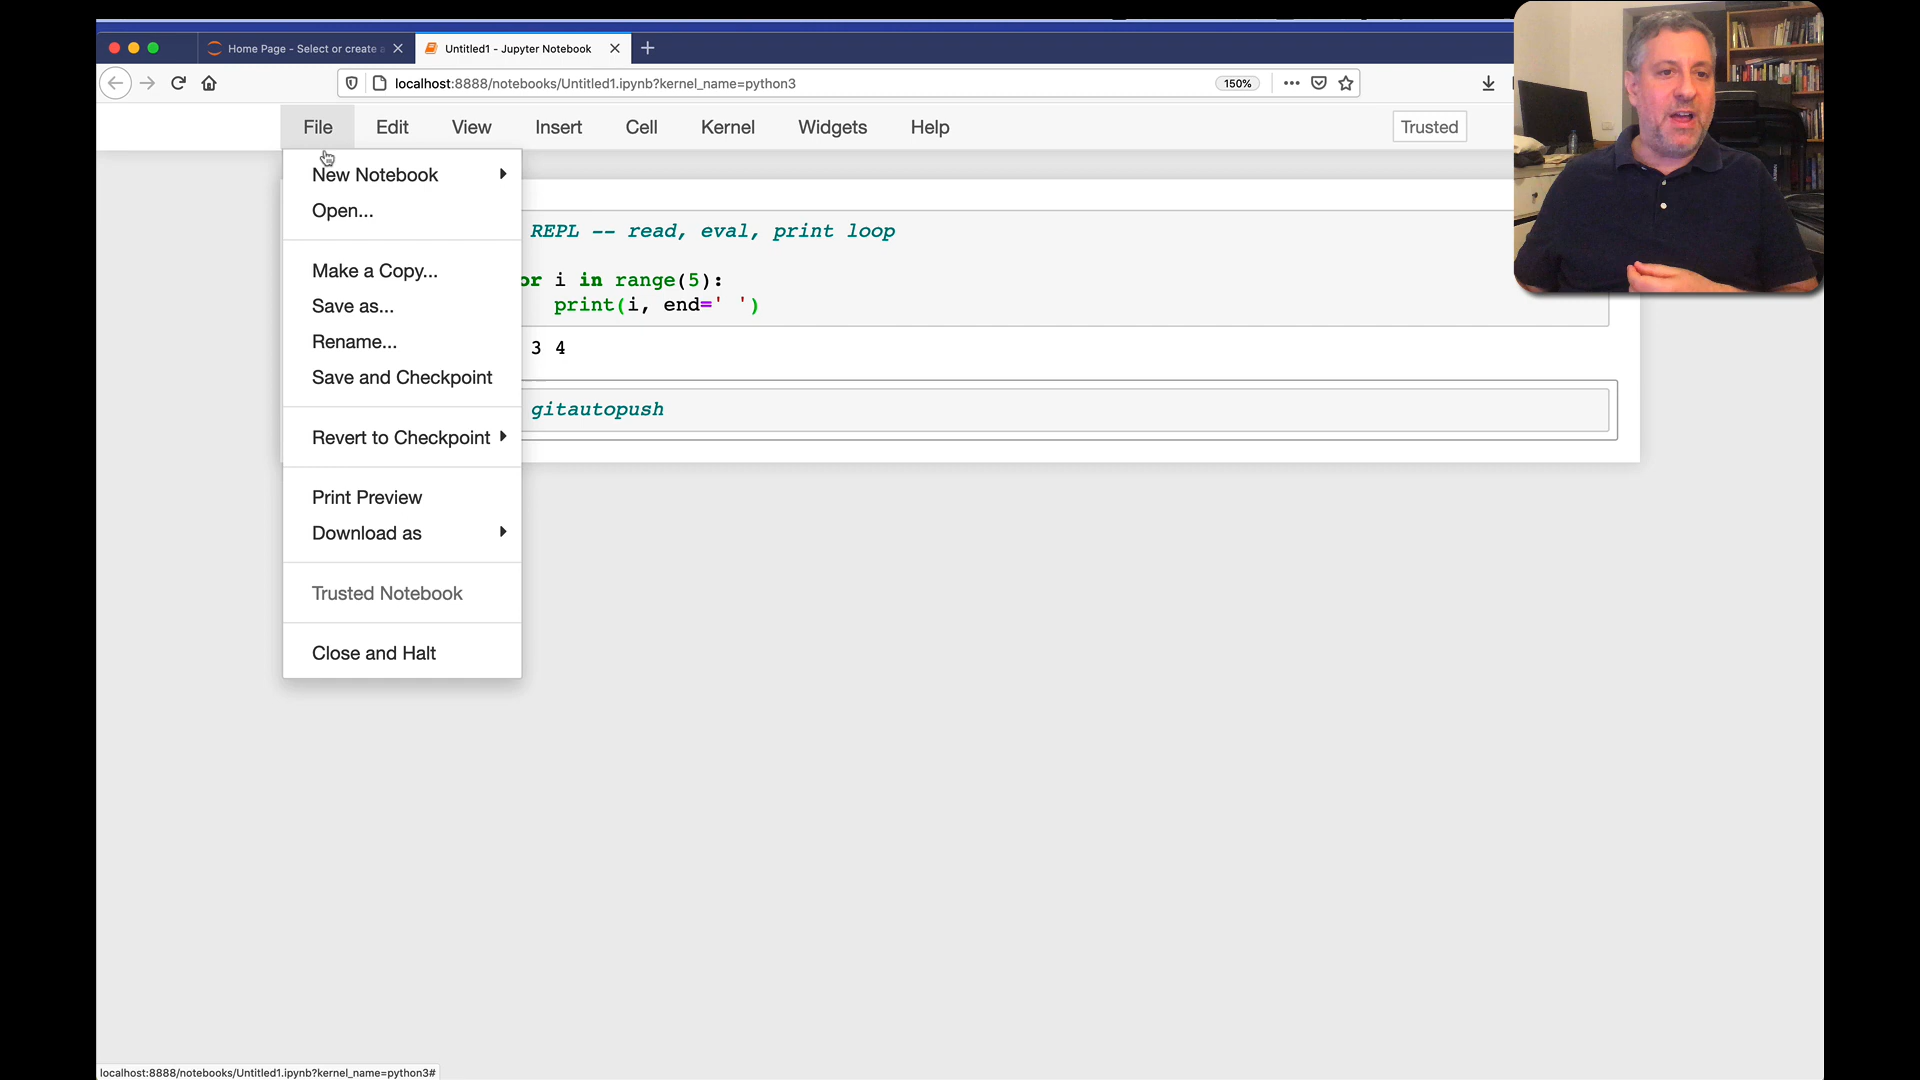 Home Page - Select or create a
Untitled1 - Jupyter Notebook
localhost:8888/notebooks/Untitled1.ipynb?kernel_name=python3
150%
File Edit View Insert Cell Kernel Widgets Help
Trusted
New Notebook
Open...
Make a Copy...
Save as...
Rename...
Save and Checkpoint
Revert to Checkpoint
Print Preview
Download as
Trusted Notebook
Close and Halt
REPL -- read, eval, print loop
or i in range(5):
print(i, end=' ')
3 4
gitautopush
localhost:8888/notebooks/Untitled1.ipynb?kernel_name=python3#